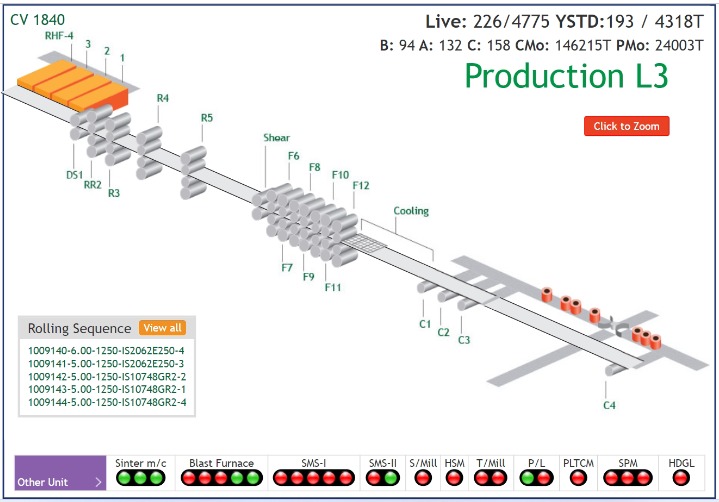 CV 1840
Live: 226/4775 YSTD:193 / 4318T
B: 94 A: 132 C: 158 CMo: 146215T PMo: 24003T
Production L3
Click to Zoom
RHF-4
3
2
1
R4
R5
DS1
RR2
R3
Shear
F6
F8
F10
F12
Cooling
F7
F9
F11
C1
C2
C3
C4
Rolling Sequence View all
1009140-6.00-1250-IS2062E250-4
1009141-5.00-1250-IS2062E250-3
1009142-5.00-1250-IS10748GR2-2
1009143-5.00-1250-IS10748GR2-1
1009144-5.00-1250-IS10748GR2-4
Other Unit >
Sinter m/c
Blast Furnace
SMS-I
SMS-II
S/Mill
HSM
T/Mill
P/L
PLTCM
SPM
HDGL